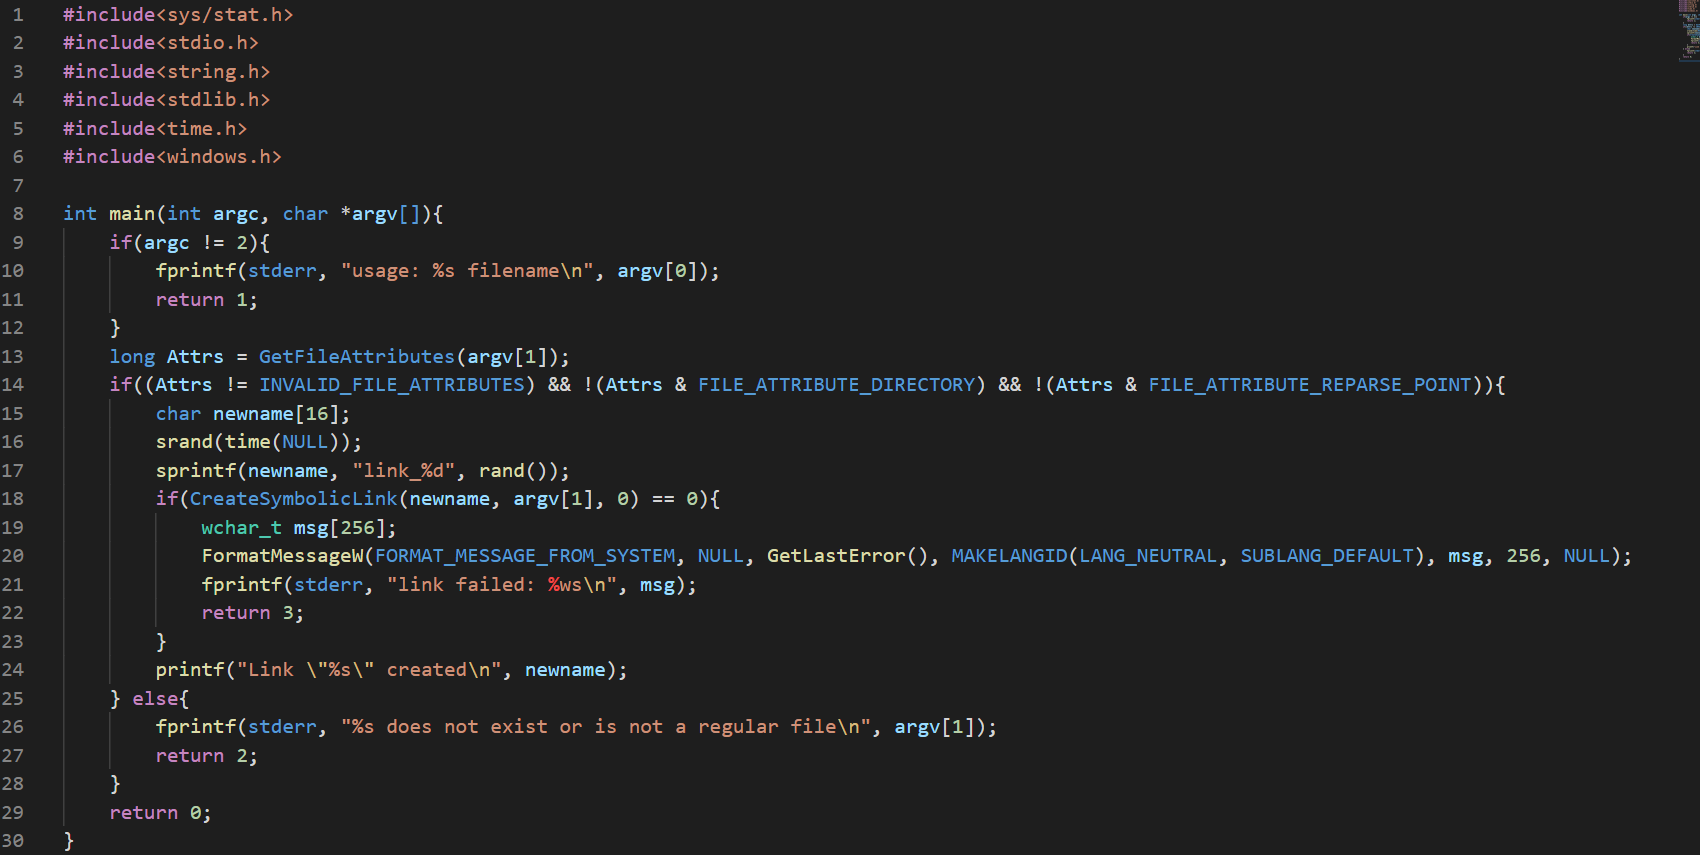 1 #include<sys/stat.h>
2 #include<stdio.h>
3 #include<string.h>
4 #include<stdlib.h>
5 #include<time.h>
6 #include<windows.h>
7
8 int main(int argc, char *argv[]){
9     if(argc != 2){
10         fprintf(stderr, "usage: %s filename\n", argv[0]);
11         return 1;
12     }
13     long Attrs = GetFileAttributes(argv[1]);
14     if((Attrs != INVALID_FILE_ATTRIBUTES) && !(Attrs & FILE_ATTRIBUTE_DIRECTORY) && !(Attrs & FILE_ATTRIBUTE_REPARSE_POINT)){
15         char newname[16];
16         srand(time(NULL));
17         sprintf(newname, "link_%d", rand());
18         if(CreateSymbolicLink(newname, argv[1], 0) == 0){
19             wchar_t msg[256];
20             FormatMessageW(FORMAT_MESSAGE_FROM_SYSTEM, NULL, GetLastError(), MAKELANGID(LANG_NEUTRAL, SUBLANG_DEFAULT), msg, 256, NULL);
21             fprintf(stderr, "link failed: %ws\n", msg);
22             return 3;
23         }
24         printf("Link \"%s\" created\n", newname);
25     } else{
26         fprintf(stderr, "%s does not exist or is not a regular file\n", argv[1]);
27         return 2;
28     }
29     return 0;
30 }